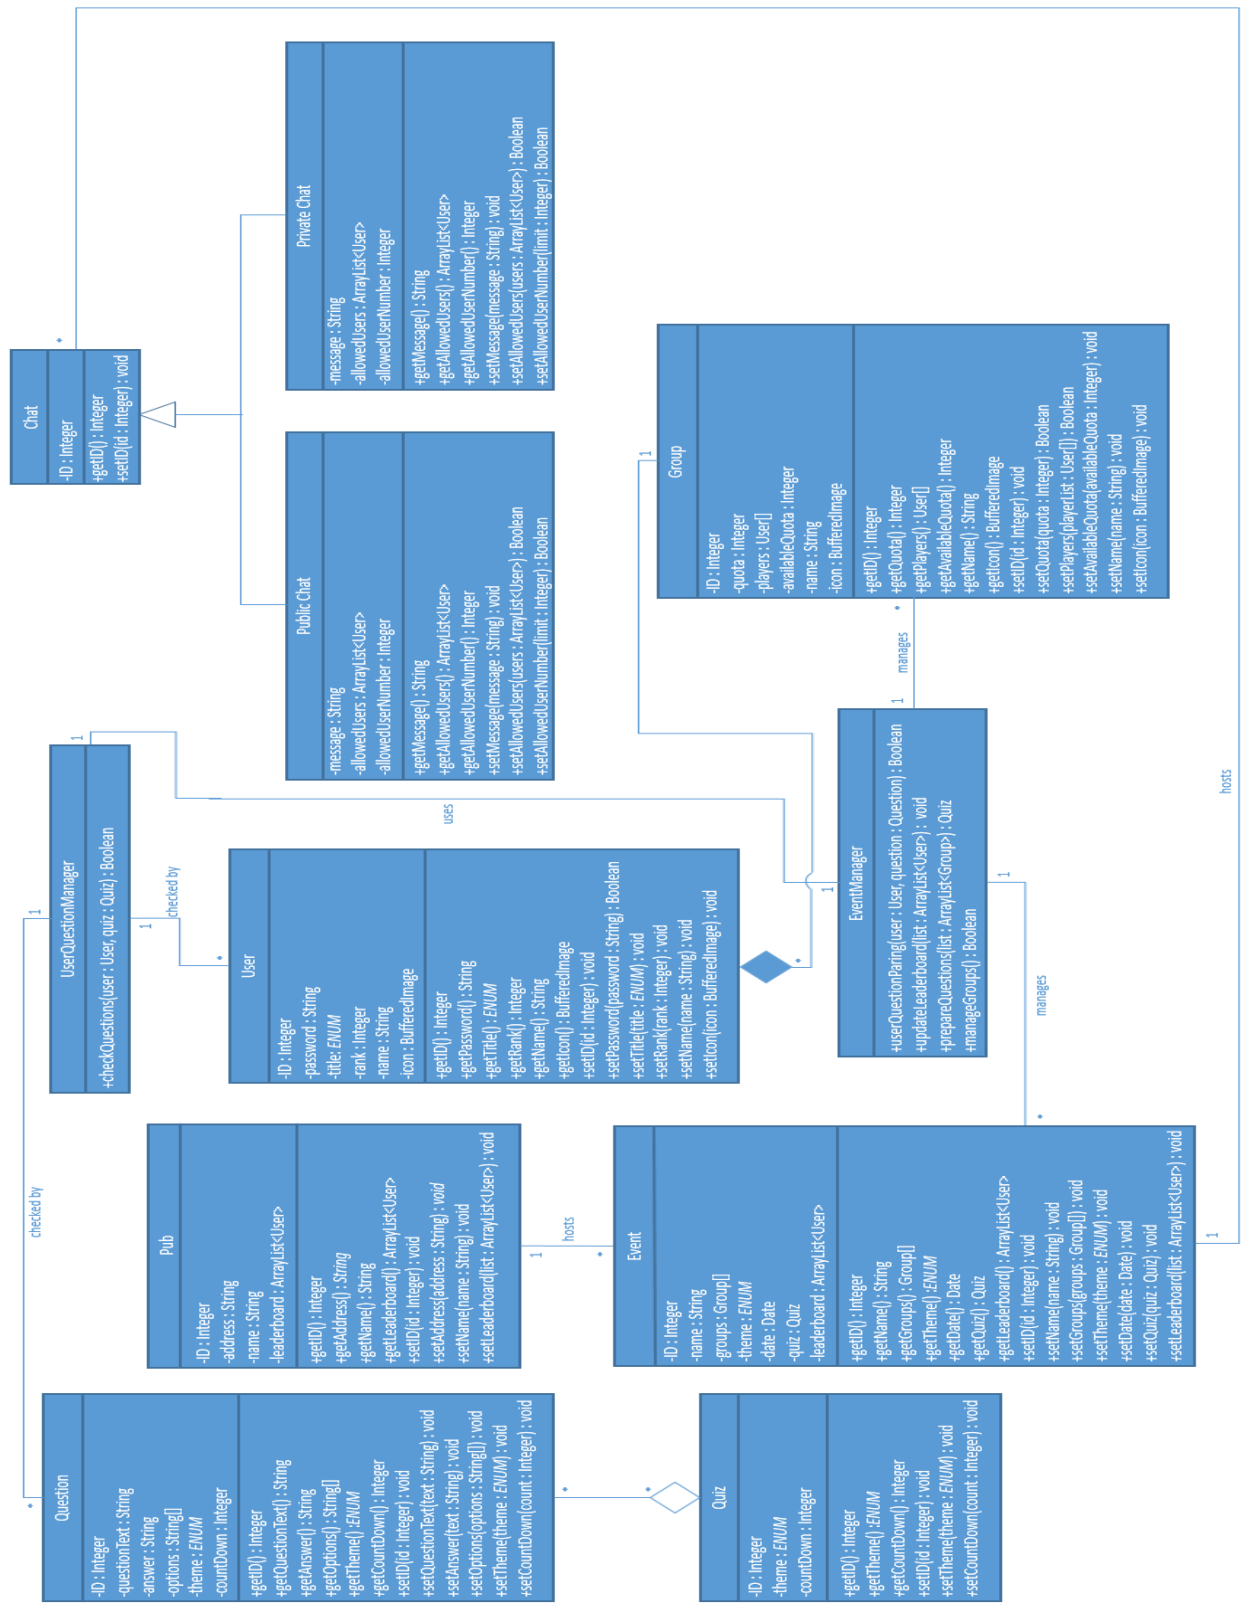 Chat
-ID : Integer
+getID() : Integer
+setID(id : Integer) : void
*
Private Chat
-message : String
-allowedUsers : ArrayList<User>
-allowedUserNumber : Integer
+getMessage() : String
+getAllowedUsers() : ArrayList<User>
+getAllowedUserNumber() : Integer
+setMessage(message : String) : void
+setAllowedUsers(users : ArrayList<User>) : Boolean
+setAllowedUserNumber(limit : Integer) : Boolean
Public Chat
-message : String
-allowedUsers : ArrayList<User>
-allowedUserNumber : Integer
+getMessage() : String
+getAllowedUsers() : ArrayList<User>
+getAllowedUserNumber() : Integer
+setMessage(message : String) : void
+setAllowedUsers(users : ArrayList<User>) : Boolean
+setAllowedUserNumber(limit : Integer) : Boolean
Group
-ID : Integer
-quota : Integer
-players : User[]
-availableQuota : Integer
-name : String
-icon : BufferedImage
+getID() : Integer
+getQuota() : Integer
+getPlayers() : User[]
+getAvailableQuota() : Integer
+getName() : String
+getIcon() : BufferedImage
+setID(id : Integer) : void
+setQuota(quota : Integer) : Boolean
+setPlayers(playerList : User[]) : Boolean
+setAvailableQuota(availableQuota : Integer) : void
+setName(name : String) : void
+setIcon(icon : BufferedImage) : void
1
*
manages
1
UserQuestionManager
+checkQuestions(user : User, quiz : Quiz) : Boolean
1
1
1
checked by
*
uses
1
User
-ID : Integer
-password : String
-title: ENUM
-rank : Integer
-name : String
-icon : BufferedImage
+getID() : Integer
+getPassword() : String
+getTitle() : ENUM
+getRank() : Integer
+getName() : String
+getIcon() : BufferedImage
+setID(id : Integer) : void
+setPassword(password : String) : Boolean
+setTitle(title : ENUM) : void
+setRank(rank : Integer) : void
+setName(name : String) : void
+setIcon(icon : BufferedImage) : void
*
EventManager
+userQuestionParing(user : User, question : Question) : Boolean
+updateLeaderboard(list : ArrayList<User>) : void
+prepareQuestions(list : ArrayList<Group>) : Quiz
+manageGroups() : Boolean
1
manages
*
hosts
1
checked by
*
Pub
-ID : Integer
-address : String
-name : String
-leaderboard : ArrayList<User>
+getID() : Integer
+getAddress() : String
+getName() : String
+getLeaderboard() : ArrayList<User>
+setID(id : Integer) : void
+setAddress(address : String) : void
+setName(name : String) : void
+setLeaderboard(list : ArrayList<User>) : void
1
hosts
*
Event
-ID : Integer
-name : String
-groups : Group[]
-theme : ENUM
-date : Date
-quiz : Quiz
-leaderboard : ArrayList<User>
+getID() : Integer
+getName() : String
+getGroups() : Group[]
+getTheme() :ENUM
+getDate() : Date
+getQuiz() : Quiz
+getLeaderboard() : ArrayList<User>
+setID(id : Integer) : void
+setName(name : String) : void
+setGroups(groups : Group[]) : void
+setTheme(theme : ENUM) : void
+setDate(date : Date) : void
+setQuiz(quiz : Quiz) : void
+setLeaderboard(list : ArrayList<User>) : void
Question
-ID : Integer
-questionText : String
-answer : String
-options : String[]
-theme : ENUM
-countDown : Integer
+getID() : Integer
+getQuestionText() : String
+getAnswer() : String
+getOptions() : String[]
+getTheme() :ENUM
+getCountDown() : Integer
+setID(id : Integer) : void
+setQuestionText(text : String) : void
+setAnswer(text : String) : void
+setOptions(options : String[]) : void
+setTheme(theme : ENUM) : void
+setCountDown(count : Integer) : void
*
*
Quiz
-ID : Integer
-theme : ENUM
-countDown : Integer
+getID() : Integer
+getTheme() :ENUM
+getCountDown() : Integer
+setID(id : Integer) : void
+setTheme(theme : ENUM) : void
+setCountDown(count : Integer) : void